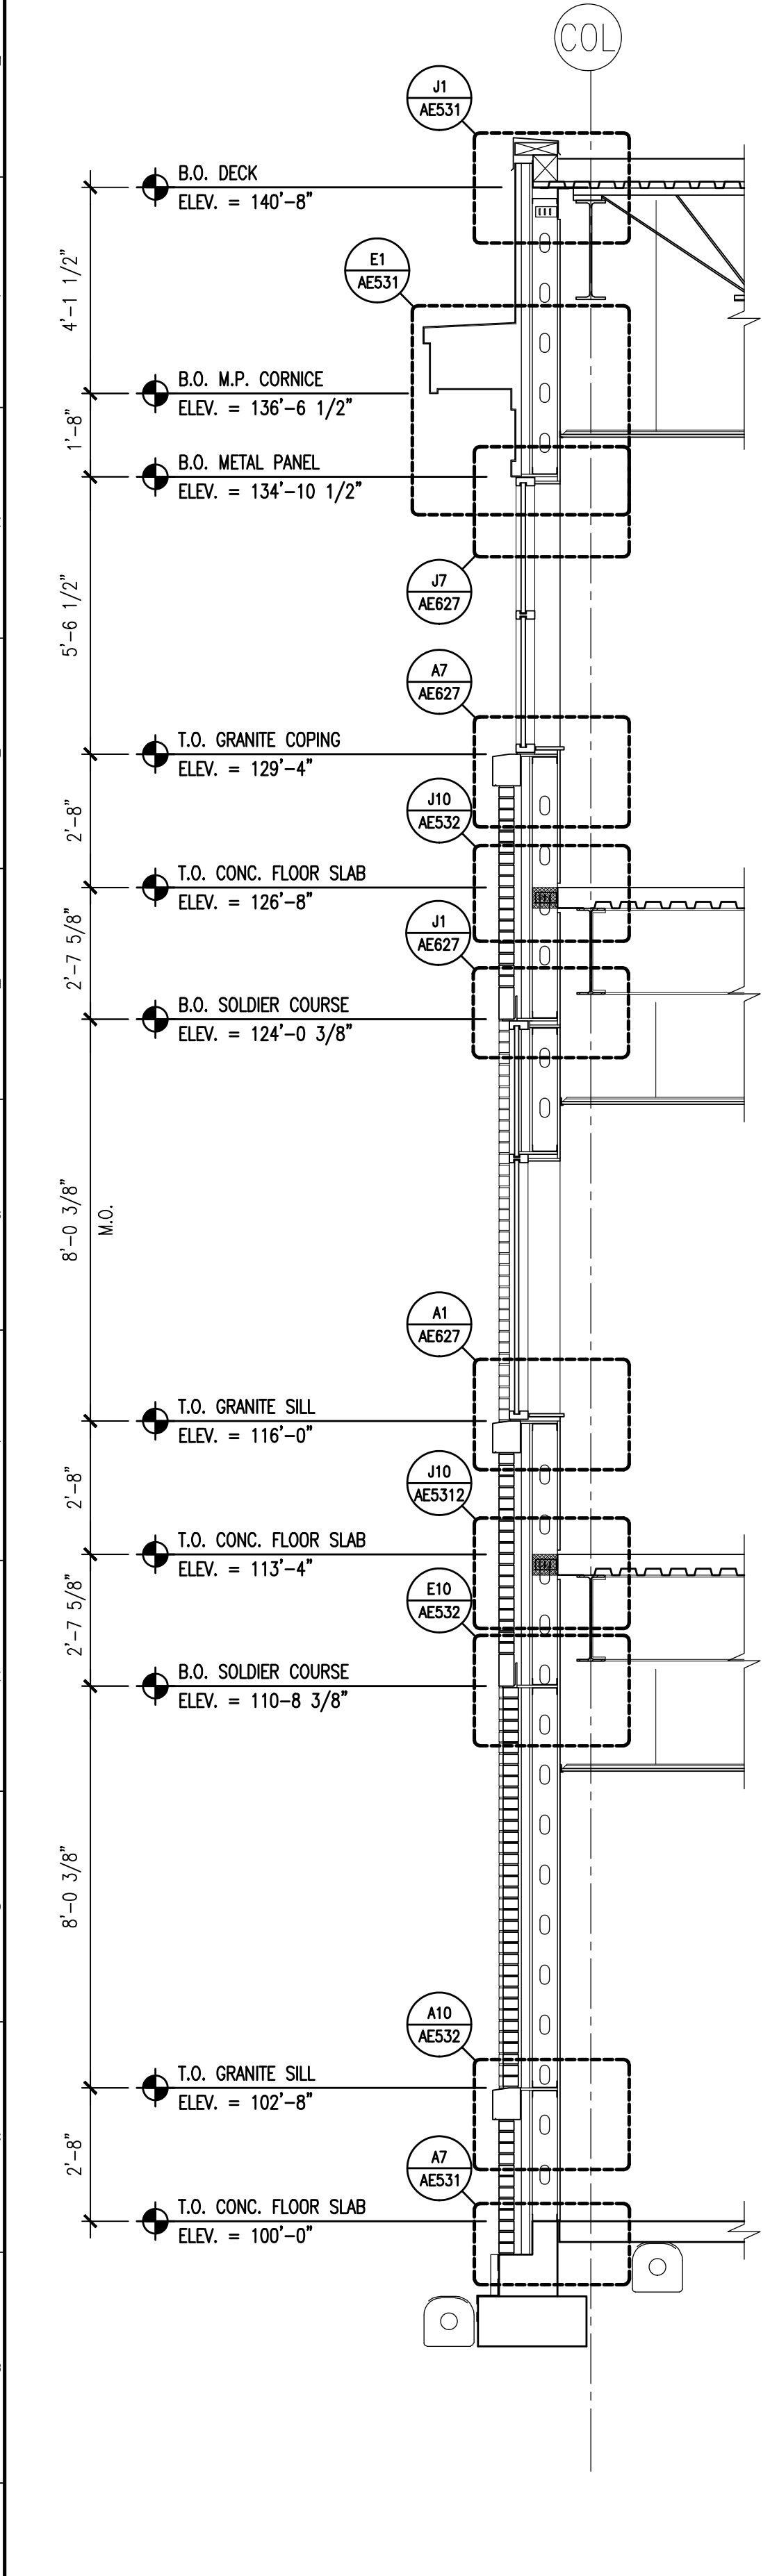 COL
J1
AE531
B.O. DECK
ELEV. = 140'-8"
4'-1 1/2"
E1
AE531
B.O. M.P. CORNICE
ELEV. = 136'-6 1/2"
1'-8"
B.O. METAL PANEL
ELEV. = 134'-10 1/2"
J7
AE627
5'-6 1/2"
A7
AE627
T.O. GRANITE COPING
ELEV. = 129'-4"
J10
AE532
2'-8"
T.O. CONC. FLOOR SLAB
ELEV. = 126'-8"
J1
AE627
2'-7 5/8"
B.O. SOLDIER COURSE
ELEV. = 124'-0 3/8"
8'-0 3/8"
M.O.
A1
AE627
T.O. GRANITE SILL
ELEV. = 116'-0"
J10
AE5312
2'-8"
T.O. CONC. FLOOR SLAB
ELEV. = 113'-4"
E10
AE532
2'-7 5/8"
B.O. SOLDIER COURSE
ELEV. = 110-8 3/8"
8'-0 3/8"
A10
AE532
T.O. GRANITE SILL
ELEV. = 102'-8"
2'-8"
A7
AE531
T.O. CONC. FLOOR SLAB
ELEV. = 100'-0"